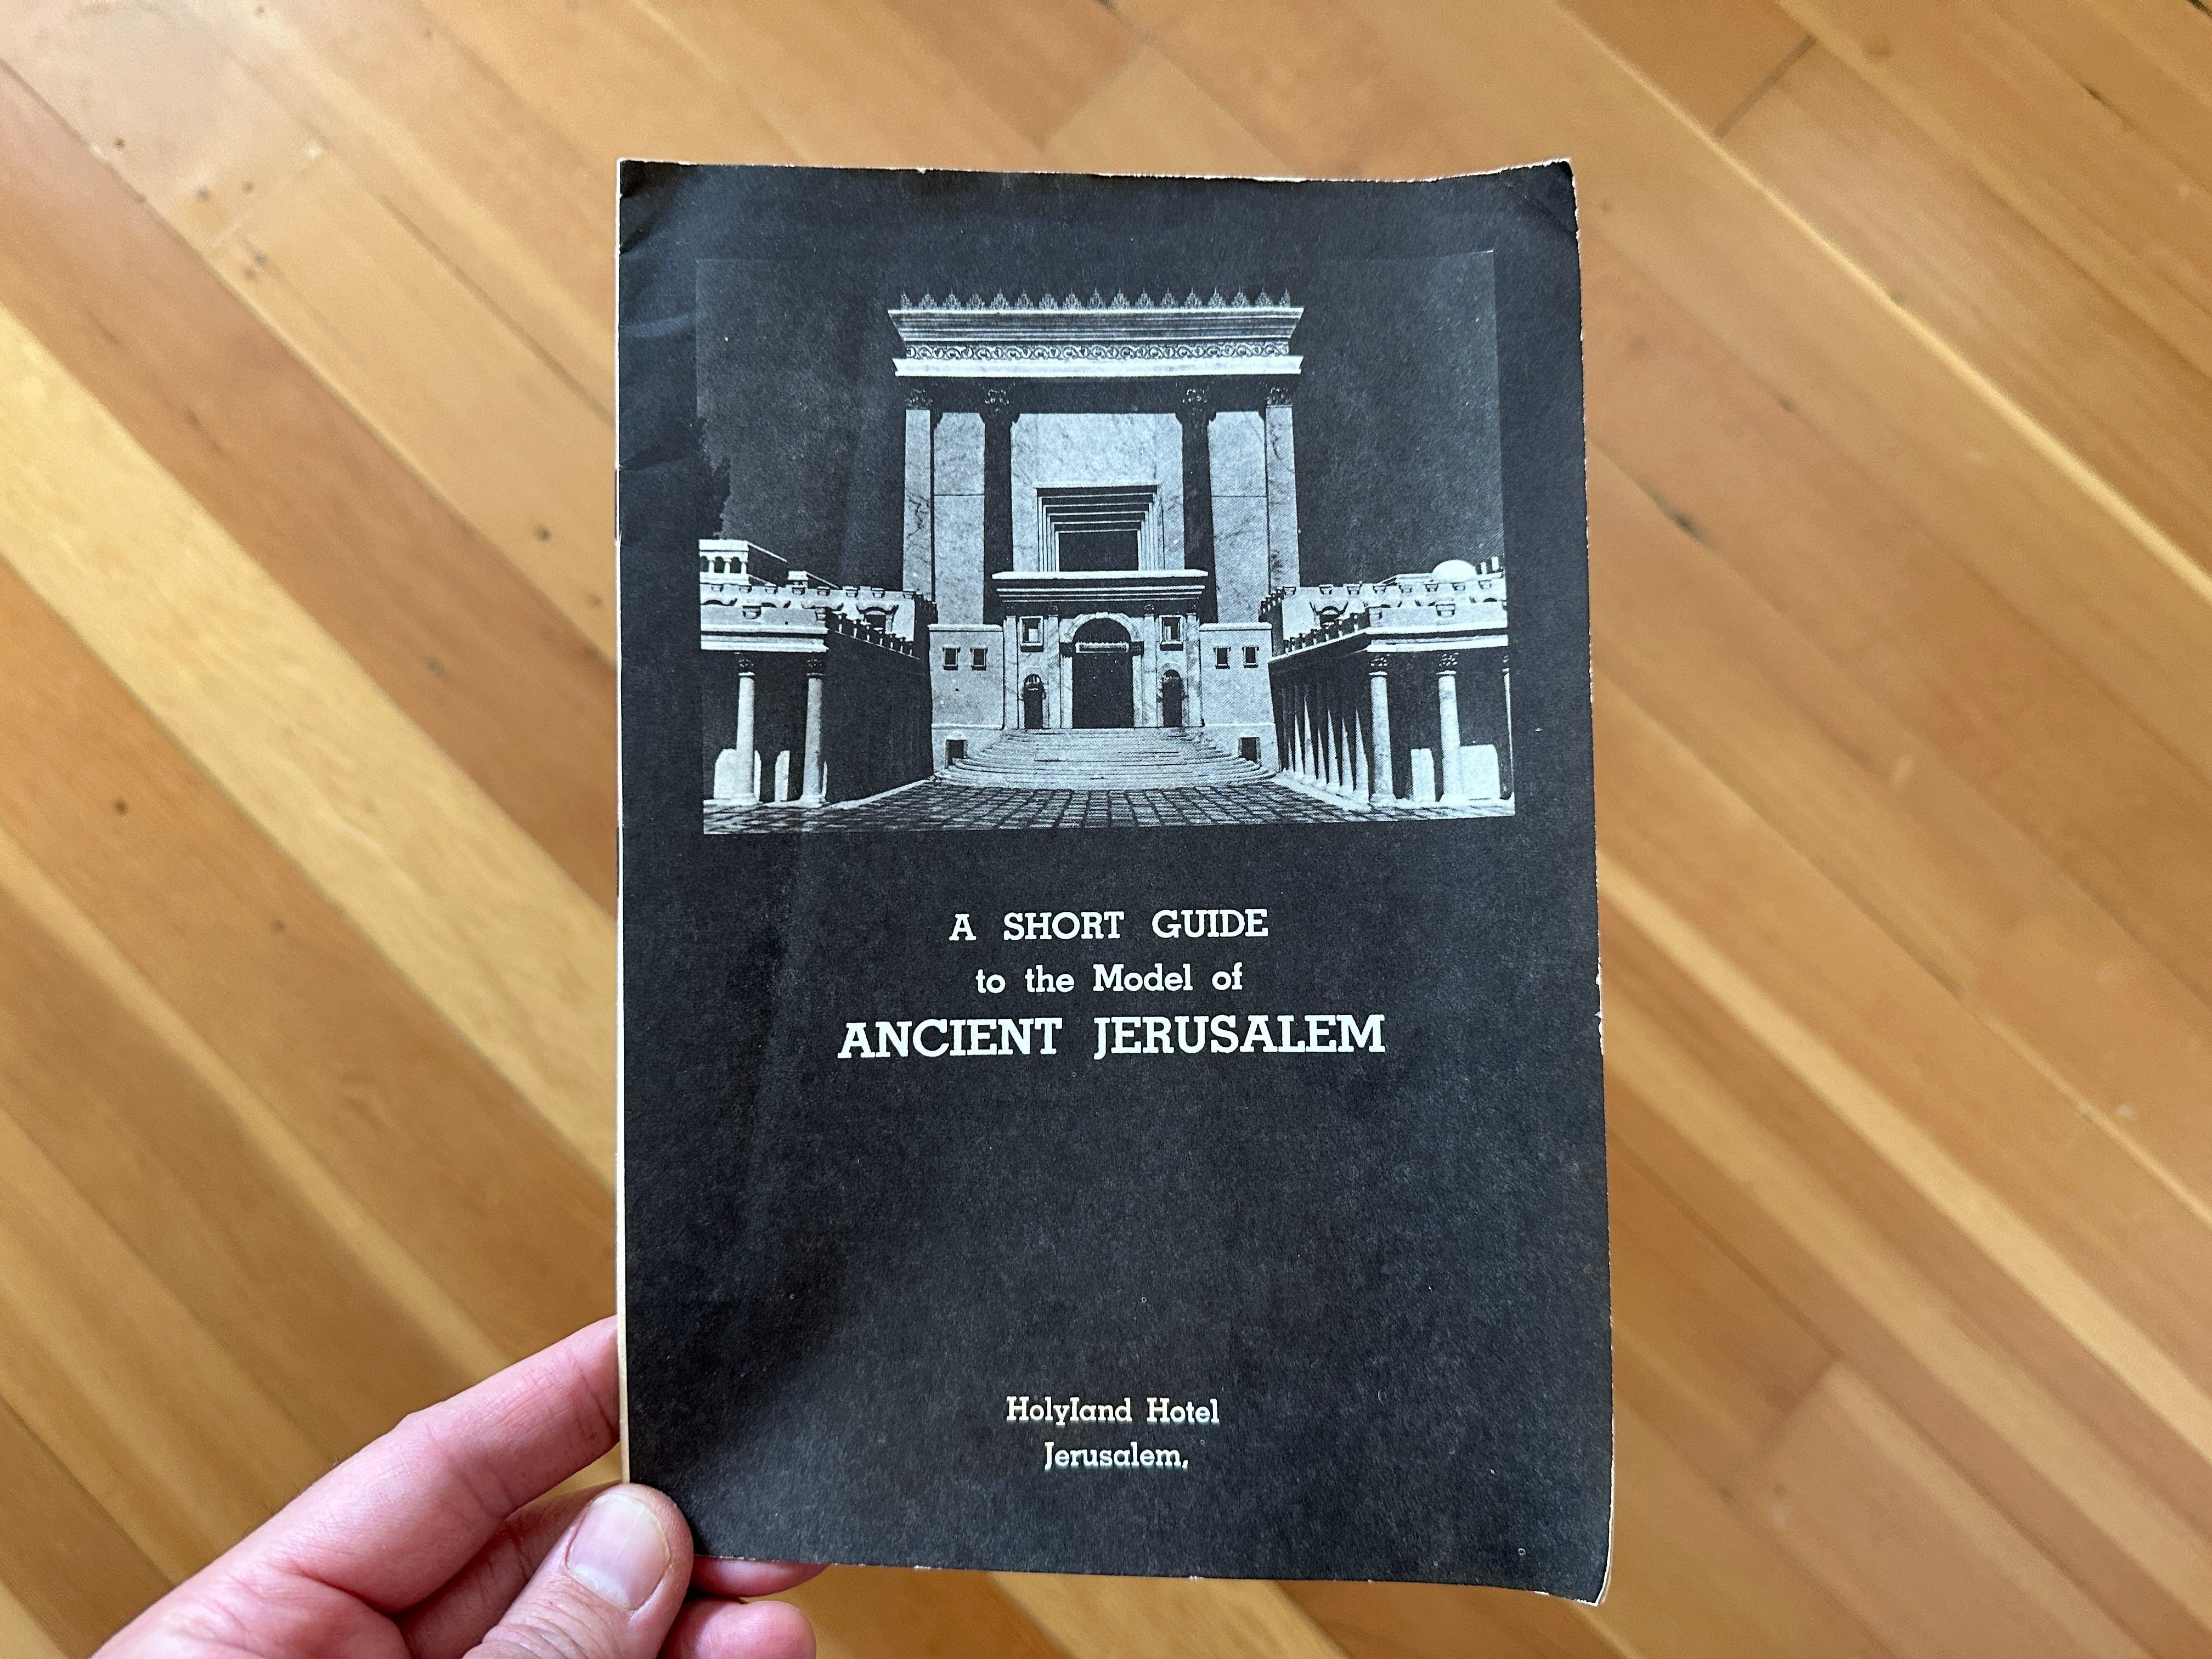 A SHORT GUIDE
to the Model of
ANCIENT JERUSALEM
Holyland Hotel
Jerusalem,